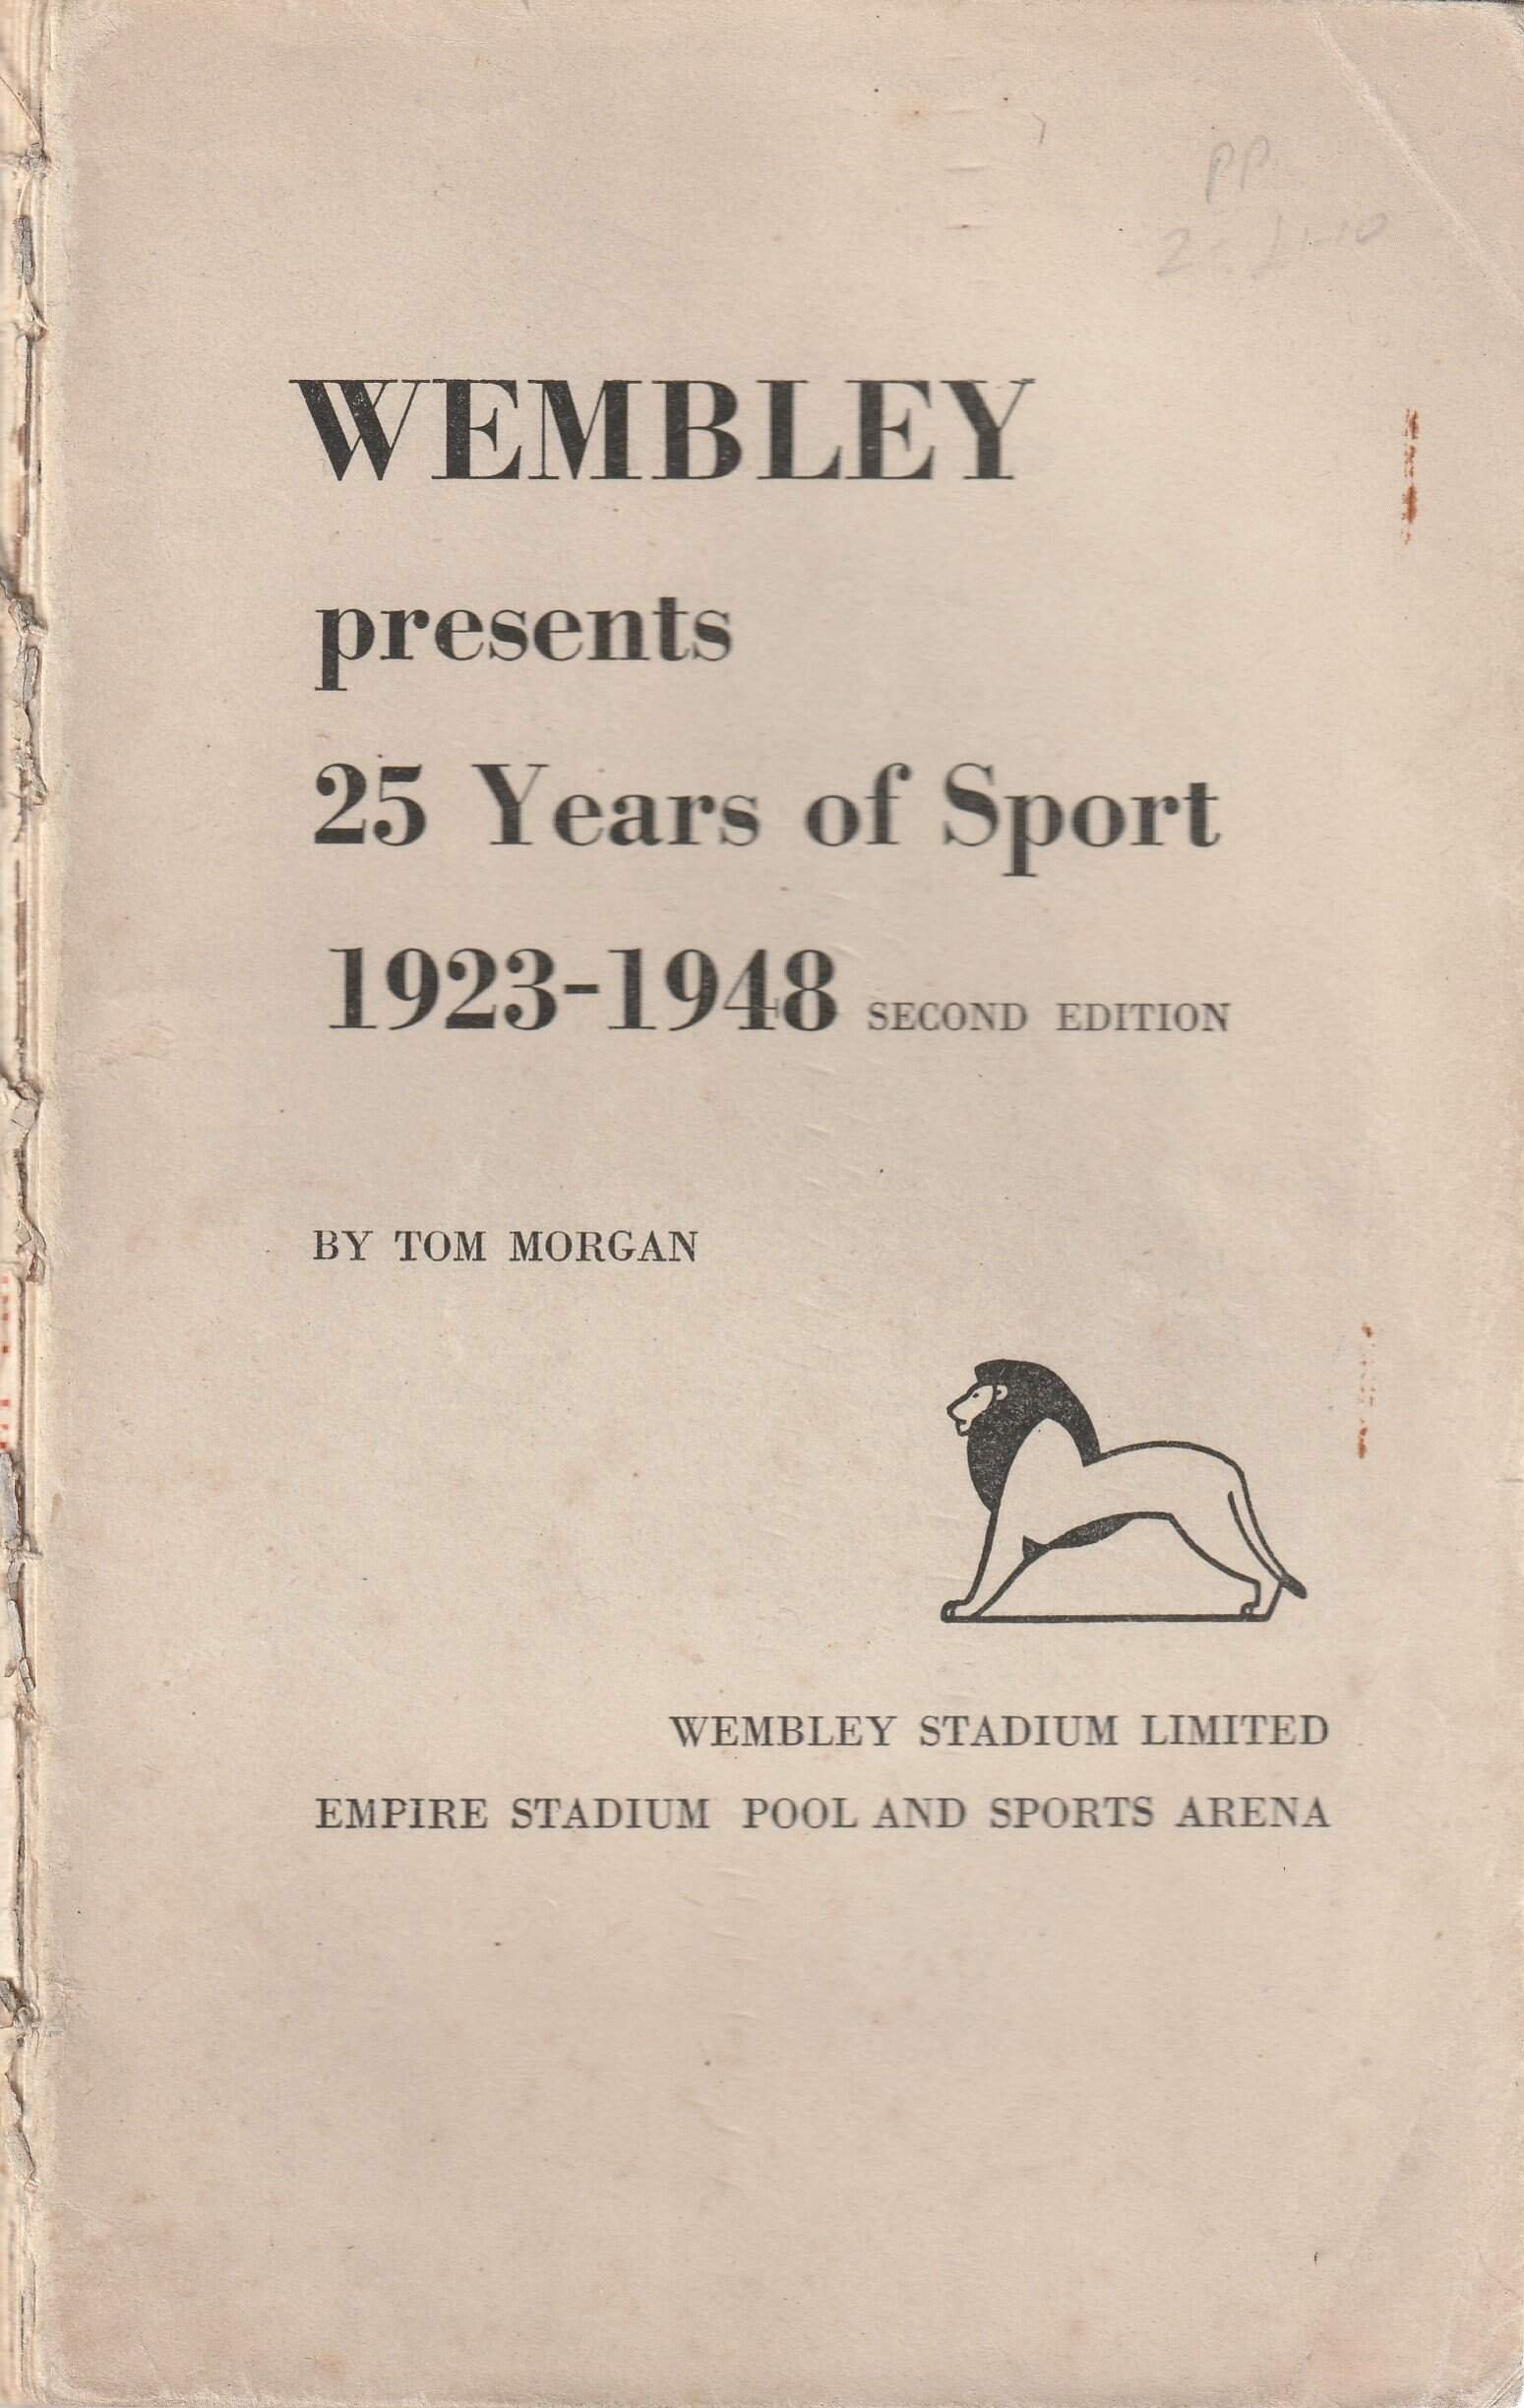 WEMBLEY
presents
25 Years of Sport
1923-1948 SECOND EDITION
BY TOM MORGAN
WEMBLEY STADIUM LIMITED
EMPIRE STADIUM POOL AND SPORTS ARENA